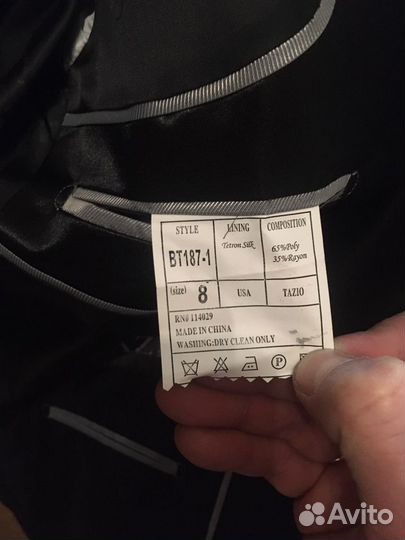 STYLE LINING COMPOSITION
BT187-1 Tetron Silk 65%Poly
35%Rayon
(size) 8 USA TAZIO
RN# 114029
MADE IN CHINA
WASHING:DRY CLEAN ONLY
P
Avito